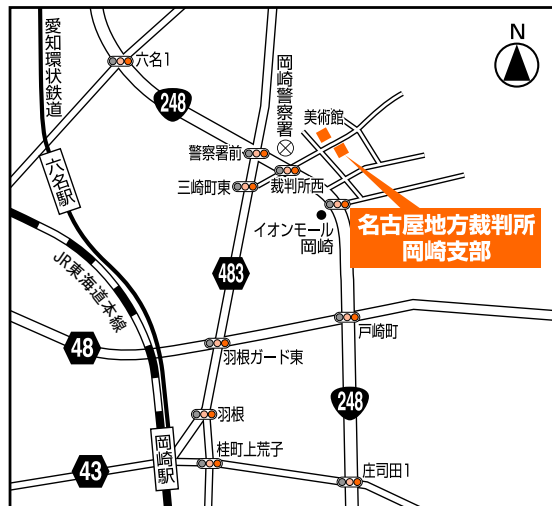 愛知環状鉄道
六名1
N
248
岡崎警察署
美術館
警察署前
三崎町東
裁判所西
六名駅
名古屋地方裁判所
岡崎支部
イオンモール
岡崎
JR東海道本線
483
48
戸崎町
羽根ガード東
248
羽根
岡崎駅
桂町上荒子
43
庄司田1